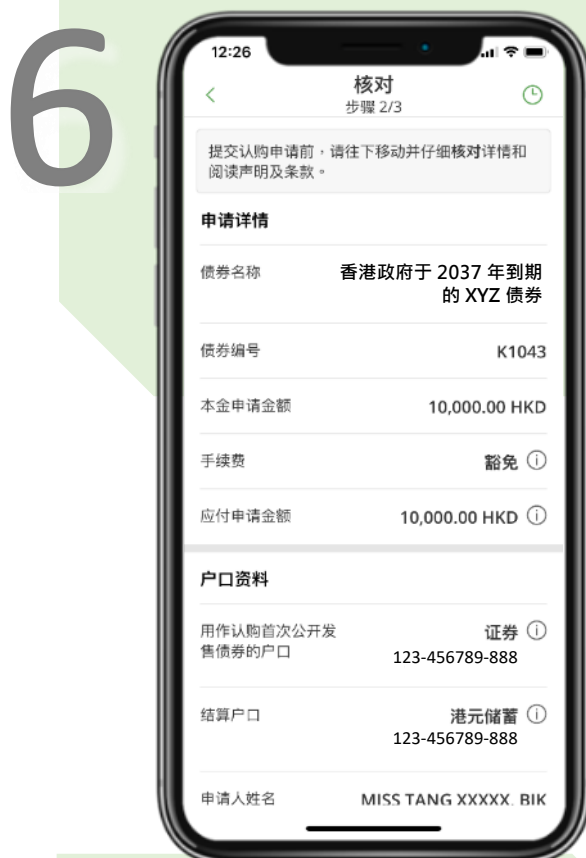 6
12:26
核对
步骤 2/3
提交认购申请前，请往下移动并仔细核对详情和
阅读声明及条款。
申请详情
债券名称
香港政府于 2037 年到期
的 XYZ 债券
债券编号
K1043
本金申请金额
10,000.00 HKD
手续费
豁免
应付申请金额
10,000.00 HKD
户口资料
用作认购首次公开发
售债券的户口
证券
123-456789-888
结算户口
港元储蓄
123-456789-888
申请人姓名
MISS TANG XXXXX, BIK